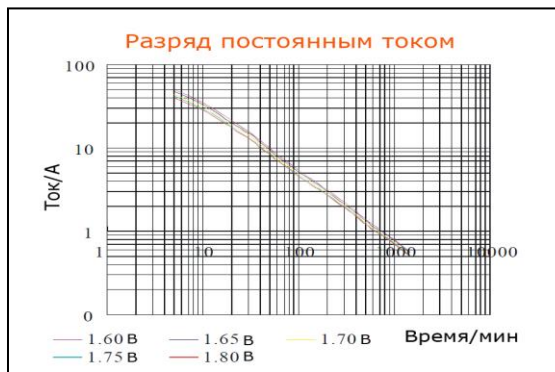 Разряд постоянным током
100
10
1
1 10 100 1000 10000
0
Ток/А
Время/мин
1.60 В 1.65 В 1.70 В
1.75 В 1.80 В